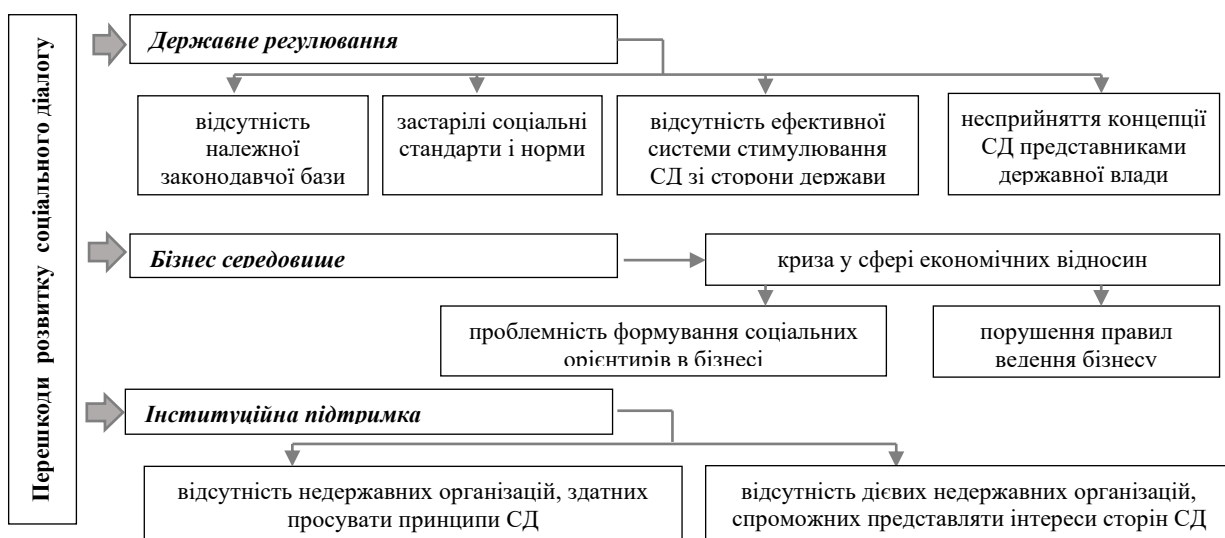 Перешкоди розвитку соціального діалогу
Державне регулювання
відсутність
належної
законодавчої бази
застарілі соціальні
стандарти і норми
відсутність ефективної
системи стимулювання
СД зі сторони держави
несприйняття концепції
СД представниками
державної влади
Бізнес середовище
криза у сфері економічних відносин
проблемність формування соціальних
орієнтирів в бізнесі
порушення правил
ведення бізнесу
Інституційна підтримка
відсутність недержавних організацій, здатних
просувати принципи СД
відсутність дієвих недержавних організацій,
спроможних представляти інтереси сторін СД